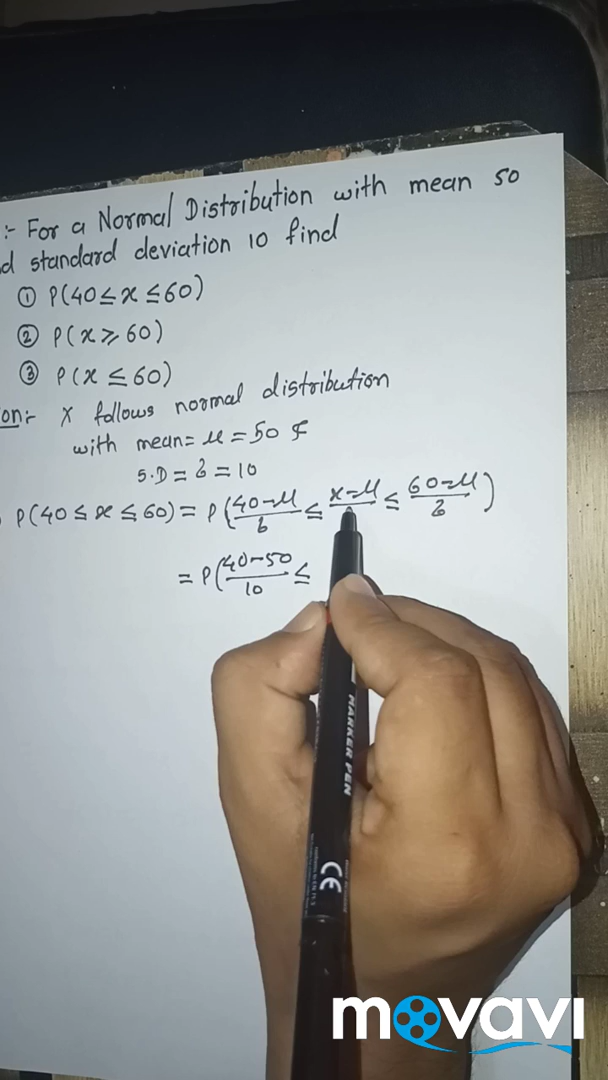 :- For a Normal Distribution with mean 50
d standard deviation 10 find
① P(40 ≤ x ≤ 60)
② P(x ≥ 60)
③ P(x ≤ 60)
on:- X follows normal distribution
with mean = μ = 50 &
S.D = σ = 10
P(40 ≤ x ≤ 60) = P(40-μ/σ ≤ x-μ/ ≤ 60-μ/σ)
= P(40-50/10 ≤
MARKER PEN
CE
movavi